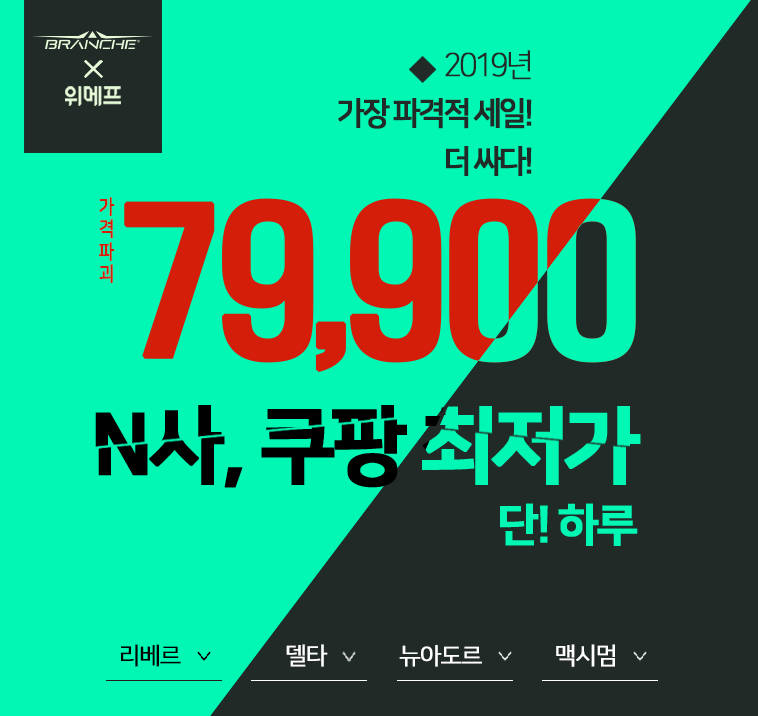 BRANCHE
×
위메프
◆ 2019년
가장 파격적 세일!
더 싸다!
가격파괴
79,900
N사, 쿠팡 최저가
단! 하루
리베르
델타
뉴아도르
맥시멈